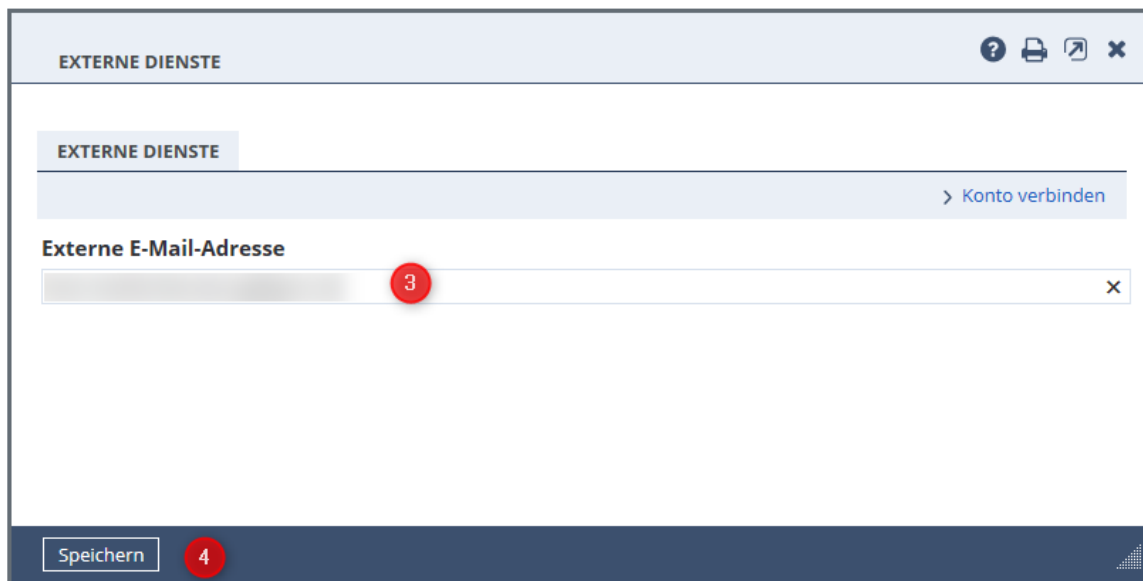 EXTERNE DIENSTE
EXTERNE DIENSTE
> Konto verbinden
Externe E-Mail-Adresse
3
Speichern
4